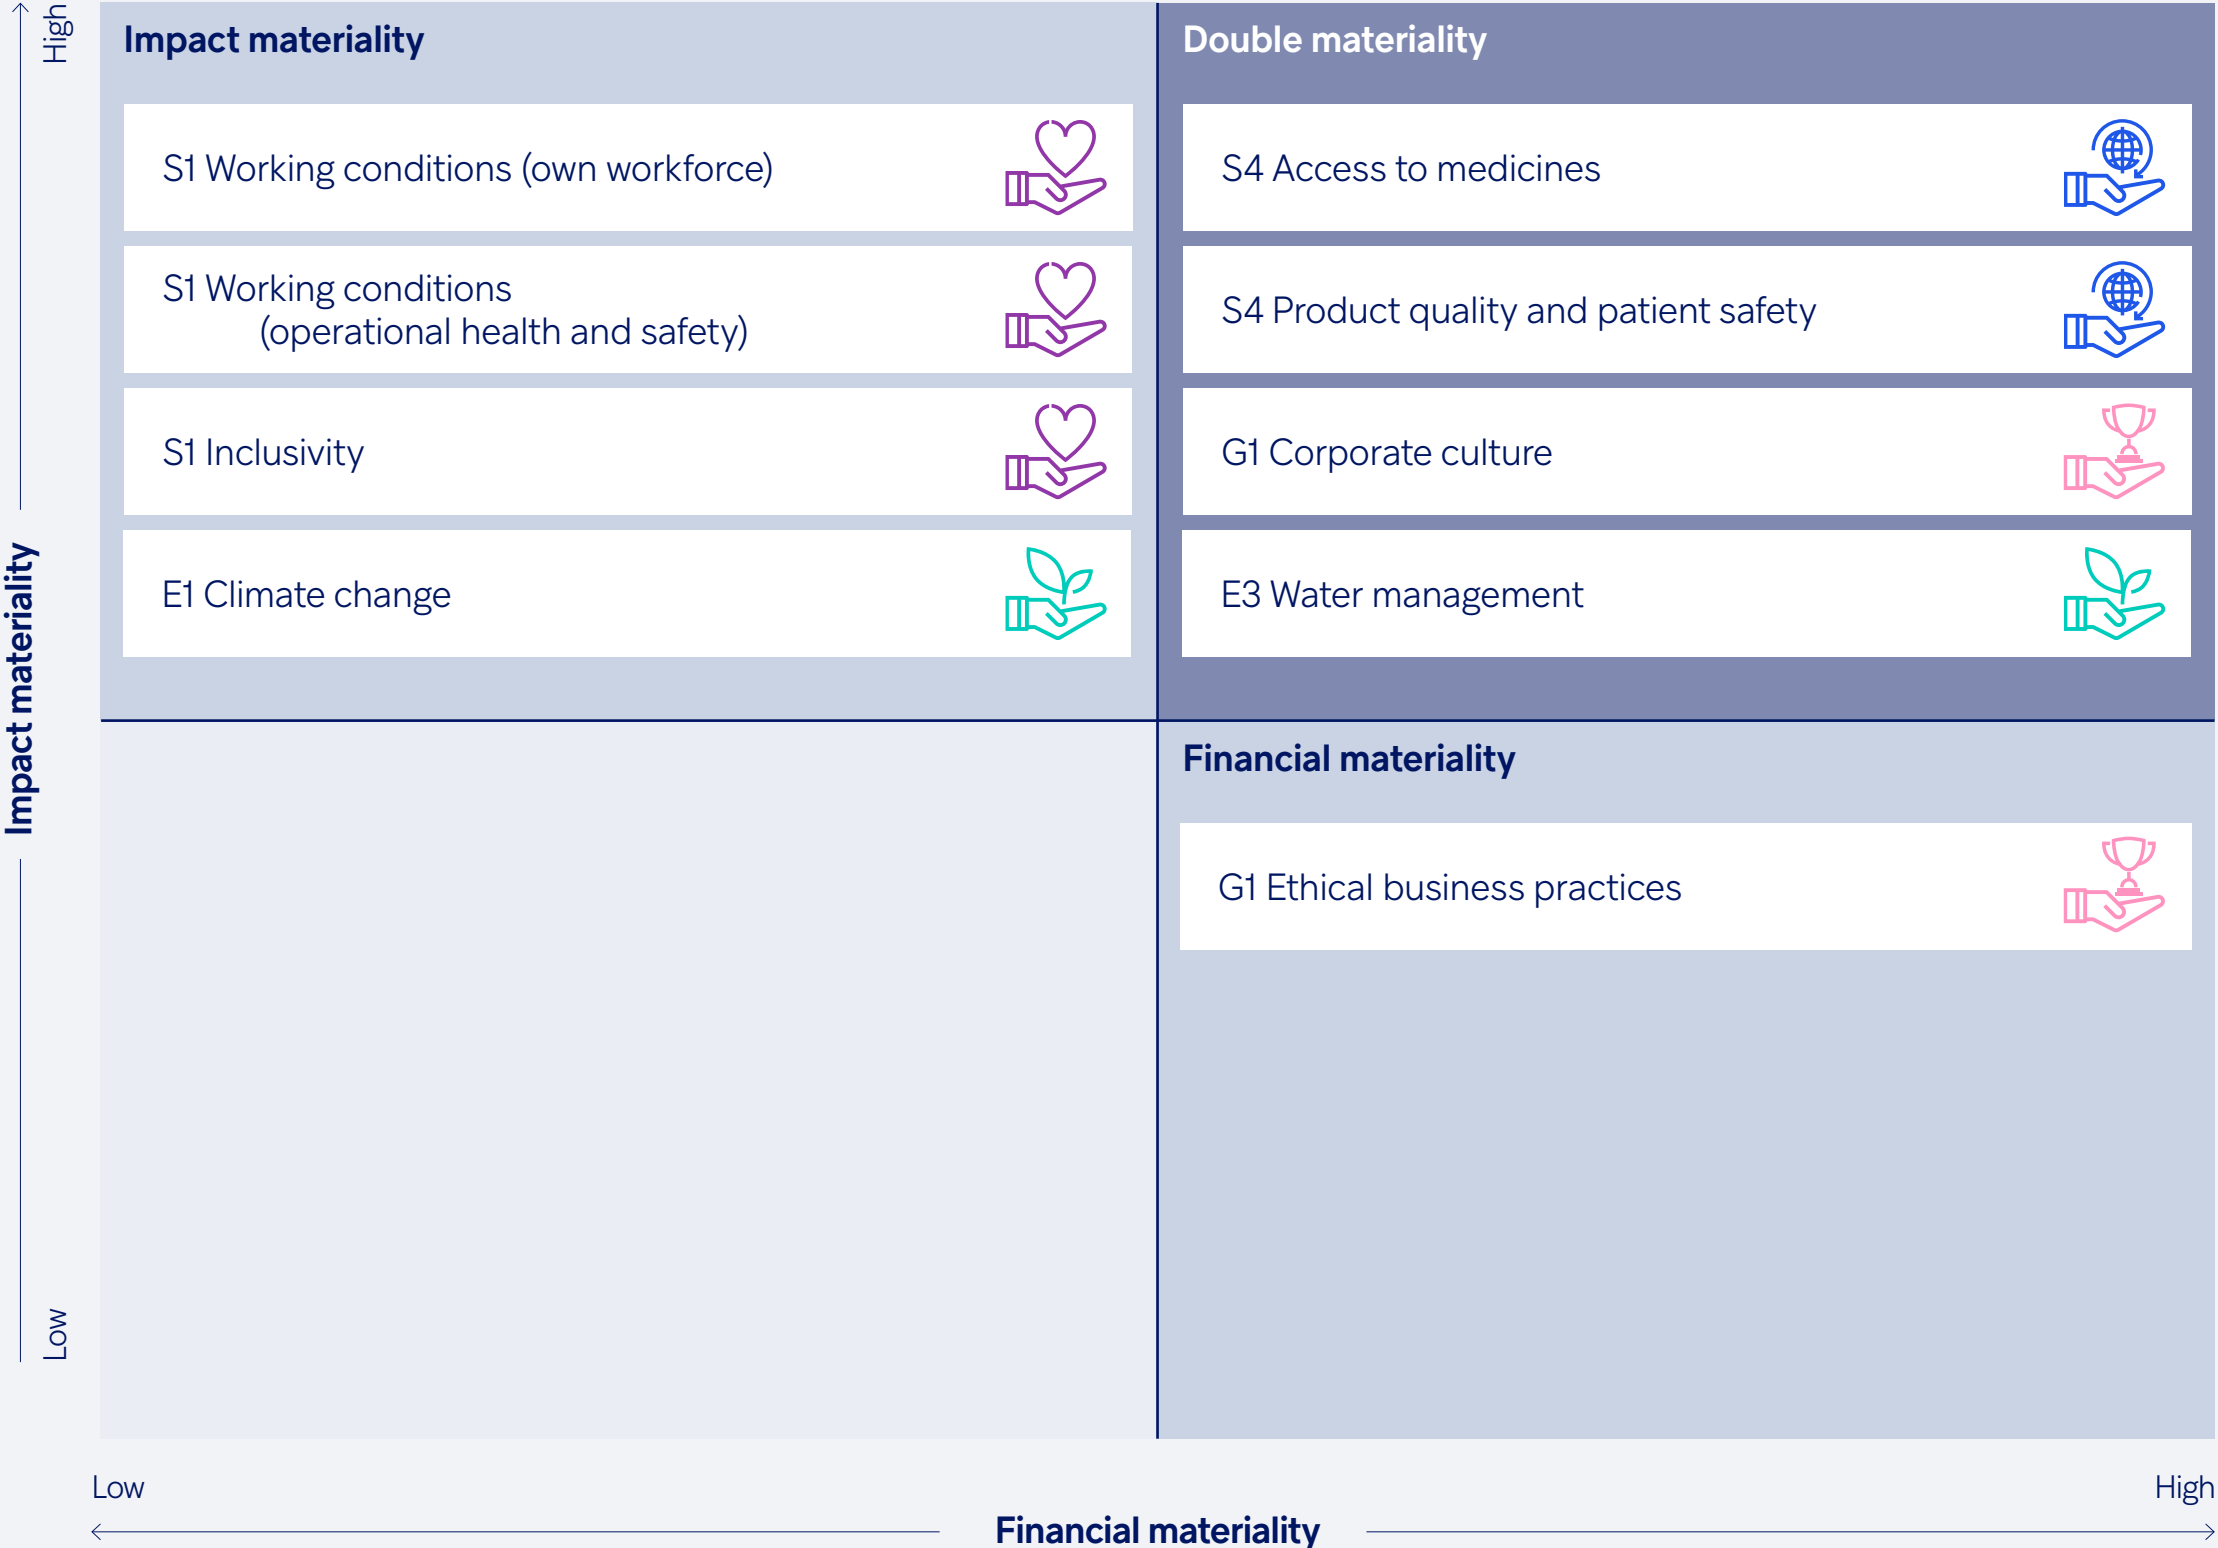 High
Impact materiality
Low
Impact materiality
S1 Working conditions (own workforce)
S1 Working conditions
(operational health and safety)
S1 Inclusivity
E1 Climate change
Double materiality
S4 Access to medicines
S4 Product quality and patient safety
G1 Corporate culture
E3 Water management
Financial materiality
G1 Ethical business practices
Low
High
Financial materiality